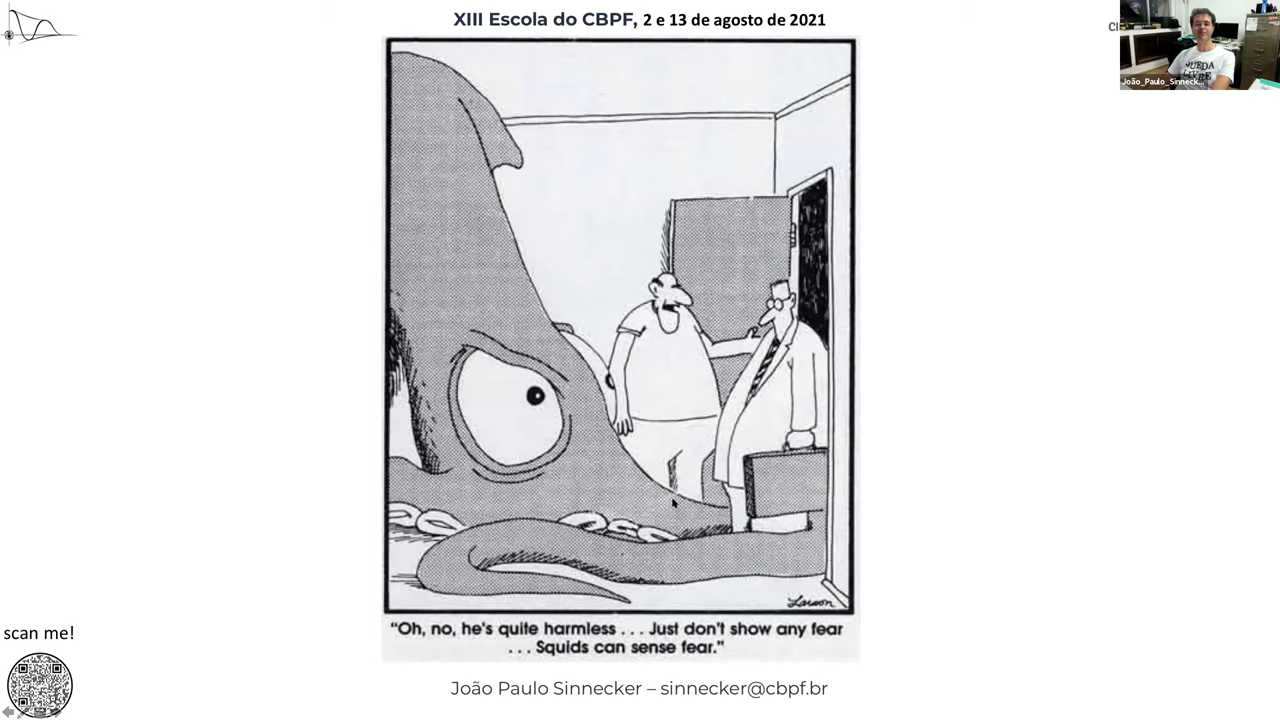 XIII Escola do CBPF, 2 e 13 de agosto de 2021
João_Paulo_Sinneck...
Larson
"Oh, no, he's quite harmless . . . Just don't show any fear
. . . Squids can sense fear."
scan me!
João Paulo Sinnecker – sinnecker@cbpf.br